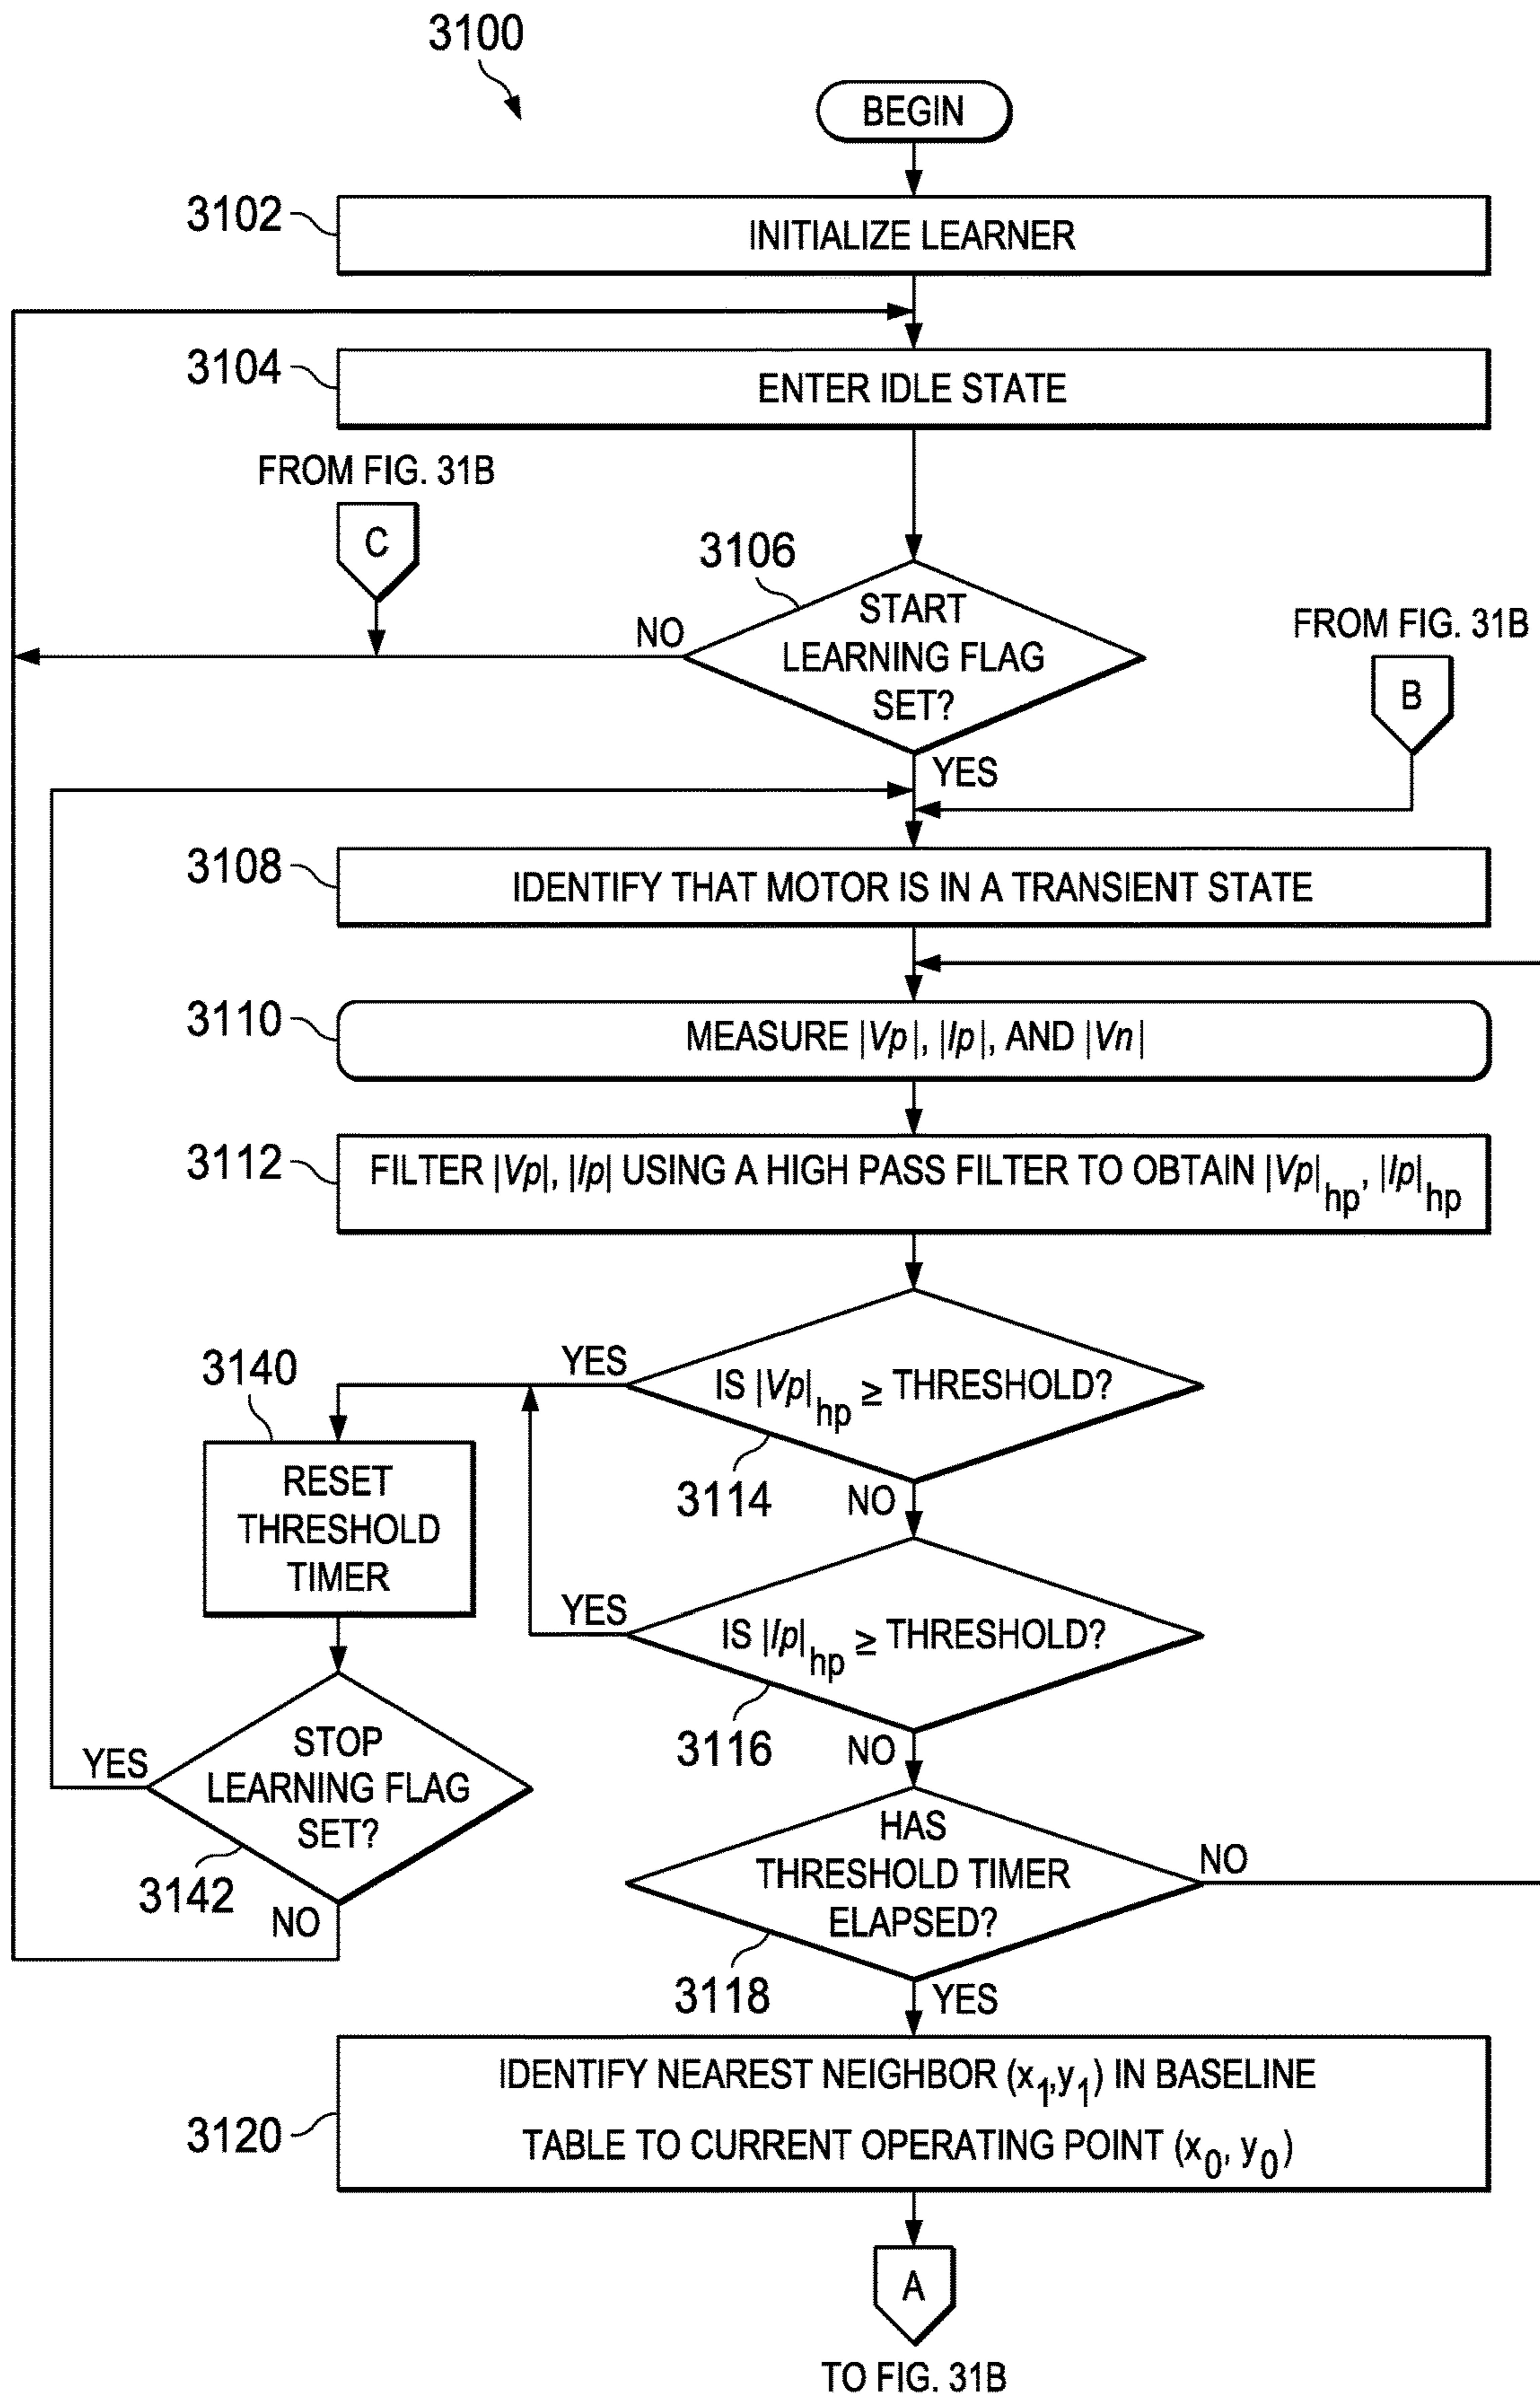 3100
BEGIN
3102
INITIALIZE LEARNER
3104
ENTER IDLE STATE
FROM FIG. 31B
C
3106
START
LEARNING FLAG
SET?
NO
YES
FROM FIG. 31B
B
3108
IDENTIFY THAT MOTOR IS IN A TRANSIENT STATE
3110
MEASURE |Vp|, |Ip|, AND |Vn|
3112
FILTER |Vp|, |Ip| USING A HIGH PASS FILTER TO OBTAIN |Vp|hp, |Ip|hp
YES
IS |Vp|hp ≥ THRESHOLD?
3114
NO
3140
RESET
THRESHOLD
TIMER
YES
IS |Ip|hp ≥ THRESHOLD?
3116
NO
YES
STOP
LEARNING FLAG
SET?
3142
NO
HAS
THRESHOLD TIMER
ELAPSED?
NO
3118
YES
3120
IDENTIFY NEAREST NEIGHBOR (x1,y1) IN BASELINE
TABLE TO CURRENT OPERATING POINT (x0, y0)
A
TO FIG. 31B